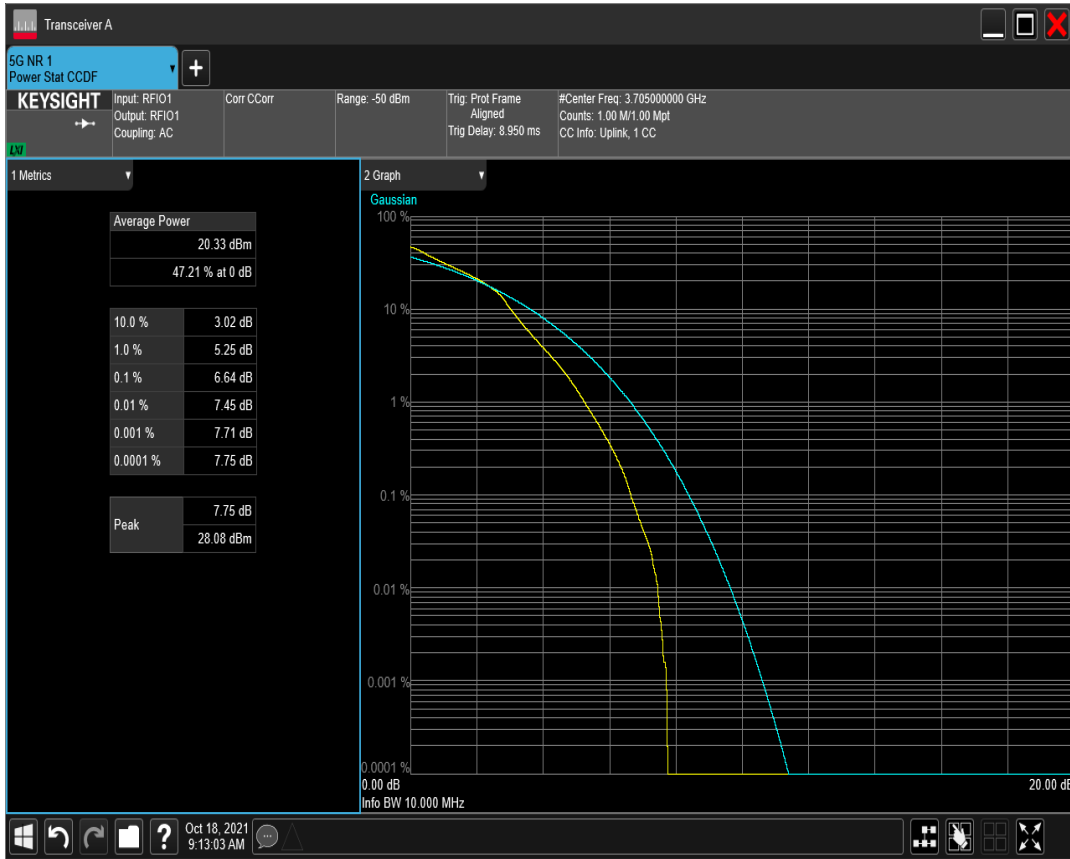 Transceiver A
5G NR 1
Power Stat CCDF
KEYSIGHT
LXI
Input: RFIO1
Output: RFIO1
Coupling: AC
Corr CCorr
Range: -50 dBm
Trig: Prot Frame
Aligned
Trig Delay: 8.950 ms
#Center Freq: 3.705000000 GHz
Counts: 1.00 M/1.00 Mpt
CC Info: Uplink, 1 CC
1 Metrics
Average Power
20.33 dBm
47.21 % at 0 dB
10.0 % 3.02 dB
1.0 % 5.25 dB
0.1 % 6.64 dB
0.01 % 7.45 dB
0.001 % 7.71 dB
0.0001 % 7.75 dB
Peak
7.75 dB
28.08 dBm
2 Graph
Gaussian
100 %
10 %
1 %
0.1 %
0.01 %
0.001 %
0.0001 %
0.00 dB
20.00 dB
Info BW 10.000 MHz
?
Oct 18, 2021
9:13:03 AM